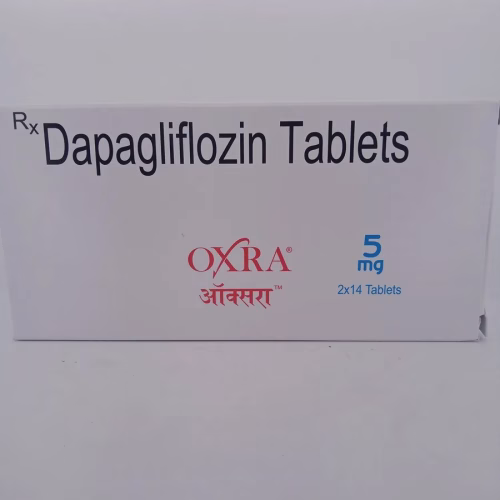 Rx Dapagliflozin Tablets
OXRA®
ऑक्सरा™
5
mg
2x14 Tablets